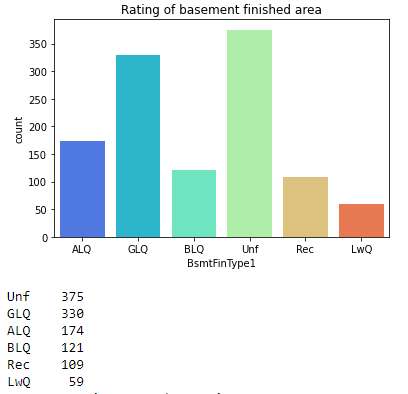 Rating of basement finished area
350
300
250
200
150
100
50
0
count
ALQ GLQ BLQ Unf Rec LwQ
BsmtFinType1
Unf 375
GLQ 330
ALQ 174
BLQ 121
Rec 109
LwQ 59